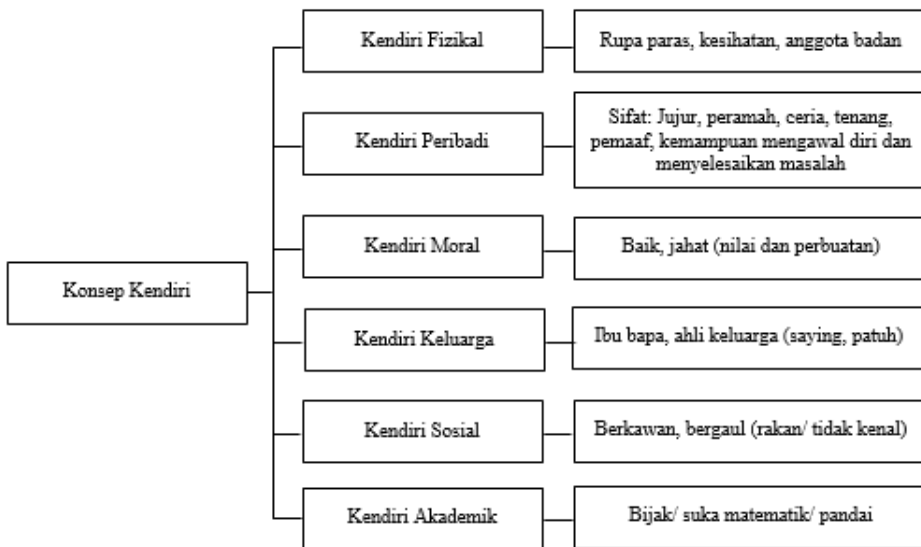 Konsep Kendiri
Kendiri Fizikal
Rupa paras, kesihatan, anggota badan
Kendiri Peribadi
Sifat: Jujur, peramah, ceria, tenang,
pemaaf, kemampuan mengawal diri dan
menyelesaikan masalah
Kendiri Moral
Baik, jahat (nilai dan perbuatan)
Kendiri Keluarga
Ibu bapa, ahli keluarga (saying, patuh)
Kendiri Sosial
Berkawan, bergaul (rakan/ tidak kenal)
Kendiri Akademik
Bijak/ suka matematik/ pandai